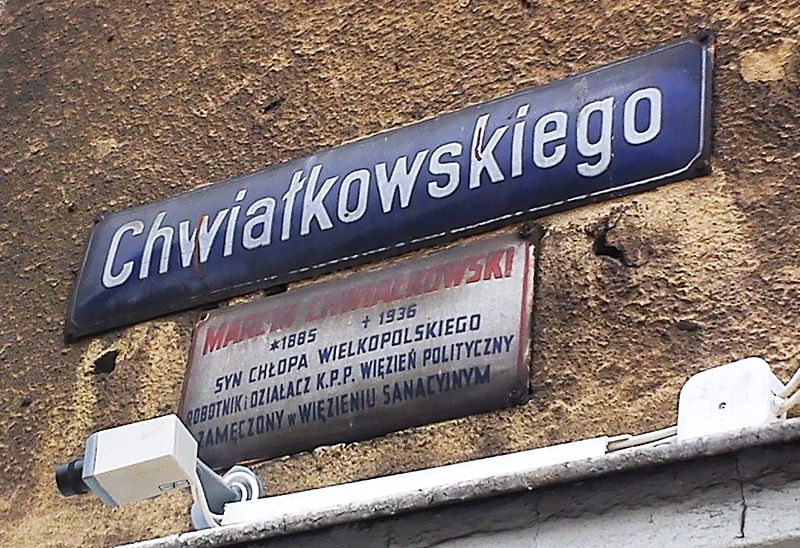 Chwiałkowskiego
MARCIN CHWIAŁKOWSKI
*1885 +1936
SYN CHŁOPA WIELKOPOLSKIEGO
ROBOTNIK i DZIAŁACZ K.P.P. WIĘZIEŃ POLITYCZNY
ZAMĘCZONY w WIĘZIENIU SANACYJNYM